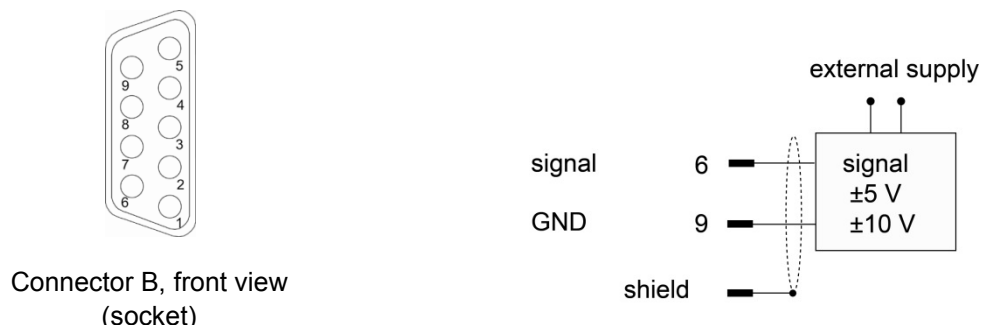 5
9
4
8
3
7
2
6
1
Connector B, front view
(socket)
external supply
signal 6 signal
±5 V
GND 9 ±10 V
shield